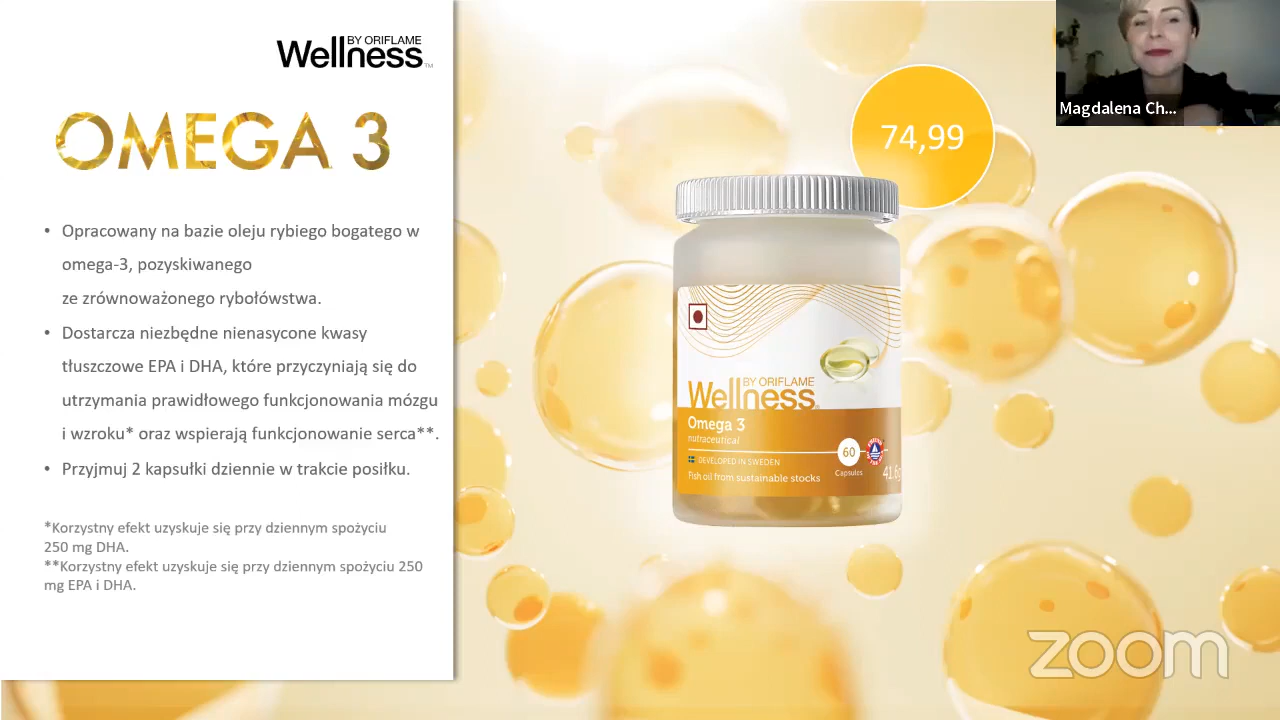 BY ORIFLAME
Wellness™
OMEGA 3
• Opracowany na bazie oleju rybiego bogatego w
omega-3, pozyskiwanego
ze zrównoważonego rybołówstwa.
• Dostarcza niezbędne nienasycone kwasy
tłuszczowe EPA i DHA, które przyczyniają się do
utrzymania prawidłowego funkcjonowania mózgu
i wzroku* oraz wspierają funkcjonowanie serca**.
• Przyjmuj 2 kapsułki dziennie w trakcie posiłku.
*Korzystny efekt uzyskuje się przy dziennym spożyciu
250 mg DHA.
**Korzystny efekt uzyskuje się przy dziennym spożyciu 250
mg EPA i DHA.
74,99
BY ORIFLAME
Wellness
Omega 3
nutraceutical
DEVELOPED IN SWEDEN
Fish oil from sustainable stocks
60
Capsules
41.6g
Magdalena Ch...
zoom